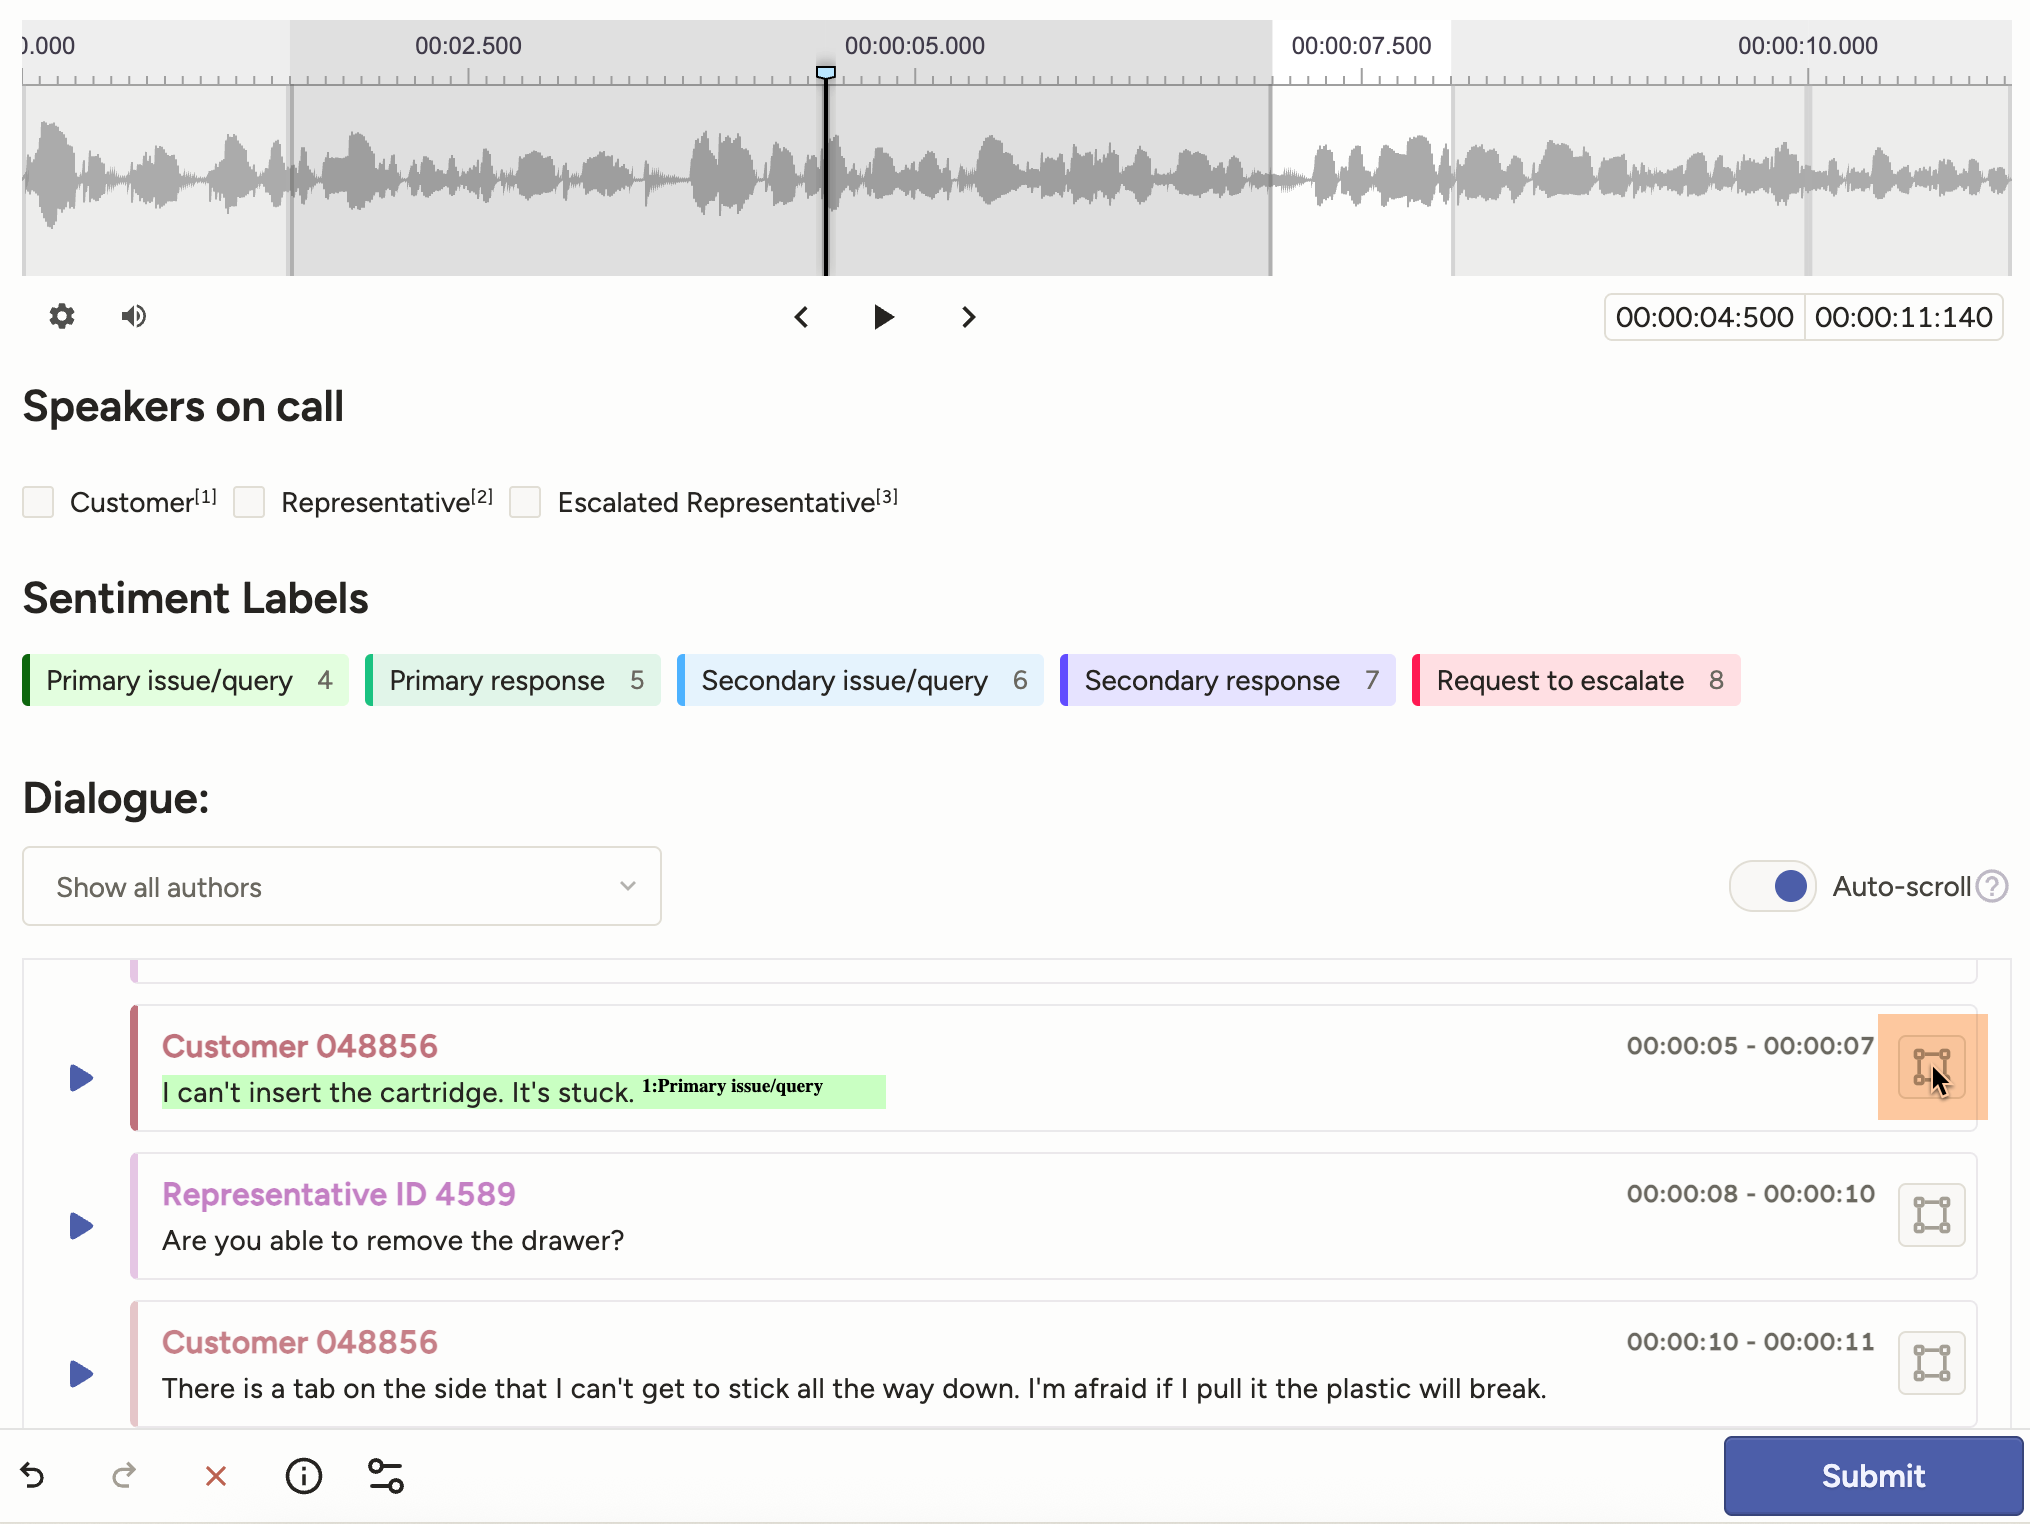 0.000 00:02.500 00:00:05.000 00:00:07.500 00:00:10.000
00:00:04:500 00:00:11:140
Speakers on call
Customer[1] Representative[2] Escalated Representative[3]
Sentiment Labels
Primary issue/query 4 Primary response 5 Secondary issue/query 6 Secondary response 7 Request to escalate 8
Dialogue:
Show all authors Auto-scroll ?
Customer 048856 00:00:05 - 00:00:07
I can't insert the cartridge. It's stuck. 1:Primary issue/query
Representative ID 4589 00:00:08 - 00:00:10
Are you able to remove the drawer?
Customer 048856 00:00:10 - 00:00:11
There is a tab on the side that I can't get to stick all the way down. I'm afraid if I pull it the plastic will break.
Submit